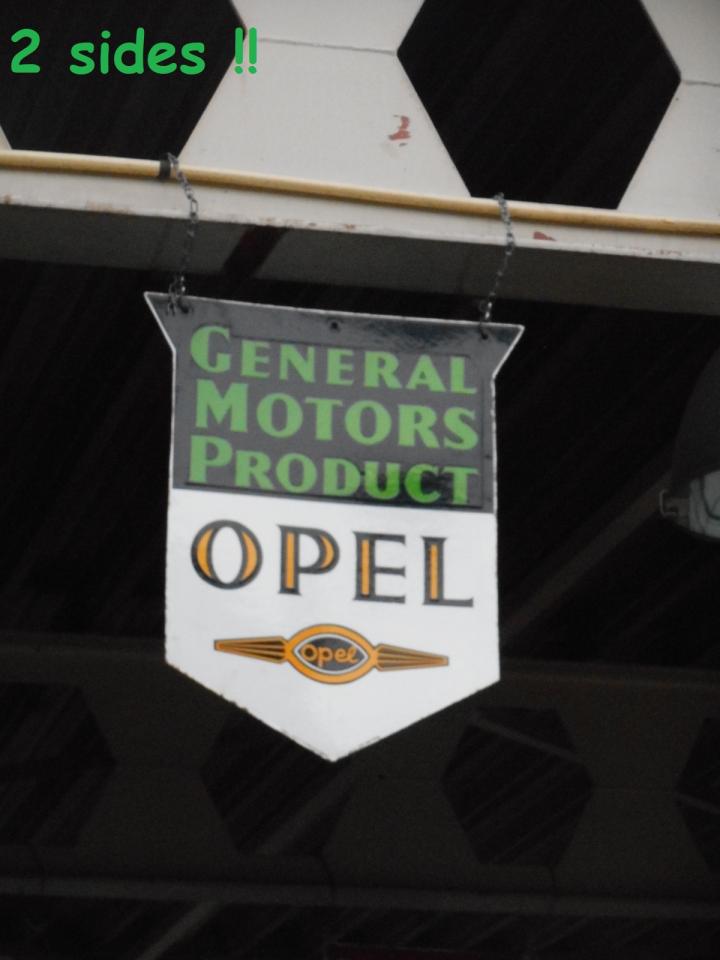 2 sides !!
GENERAL
MOTORS
PRODUCT
OPEL
Opel